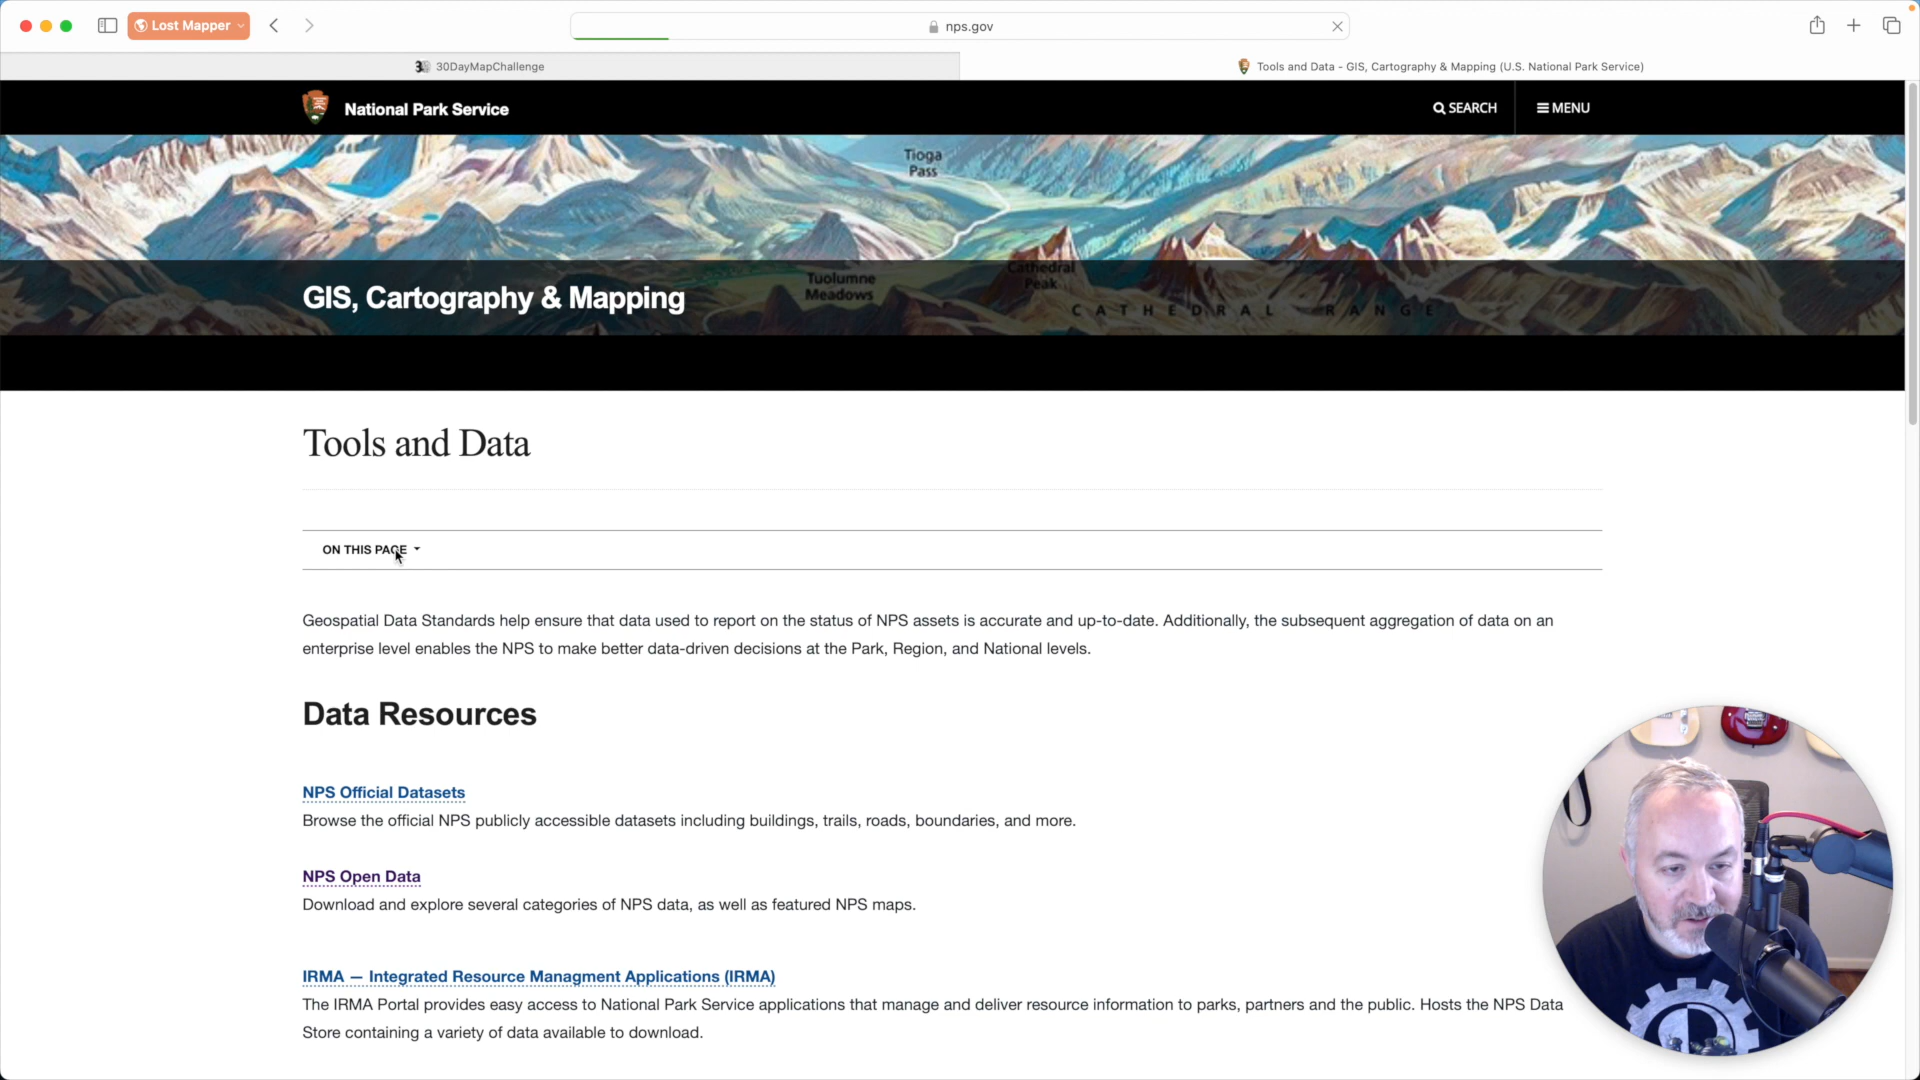 Lost Mapper
nps.gov
30DayMapChallenge
Tools and Data - GIS, Cartography & Mapping (U.S. National Park Service)
National Park Service
SEARCH
MENU
Tioga
Pass
Cathedral
Peak
Tuolumne
Meadows
CATHEDRAL RANGE
GIS, Cartography & Mapping
Tools and Data
ON THIS PAGE
Geospatial Data Standards help ensure that data used to report on the status of NPS assets is accurate and up-to-date. Additionally, the subsequent aggregation of data on an
enterprise level enables the NPS to make better data-driven decisions at the Park, Region, and National levels.
Data Resources
NPS Official Datasets
Browse the official NPS publicly accessible datasets including buildings, trails, roads, boundaries, and more.
NPS Open Data
Download and explore several categories of NPS data, as well as featured NPS maps.
IRMA — Integrated Resource Managment Applications (IRMA)
The IRMA Portal provides easy access to National Park Service applications that manage and deliver resource information to parks, partners and the public. Hosts the NPS Data
Store containing a variety of data available to download.